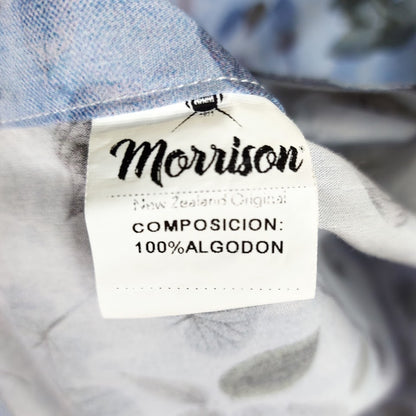 Morrison
New Zealand Original
COMPOSICION:
100%ALGODON